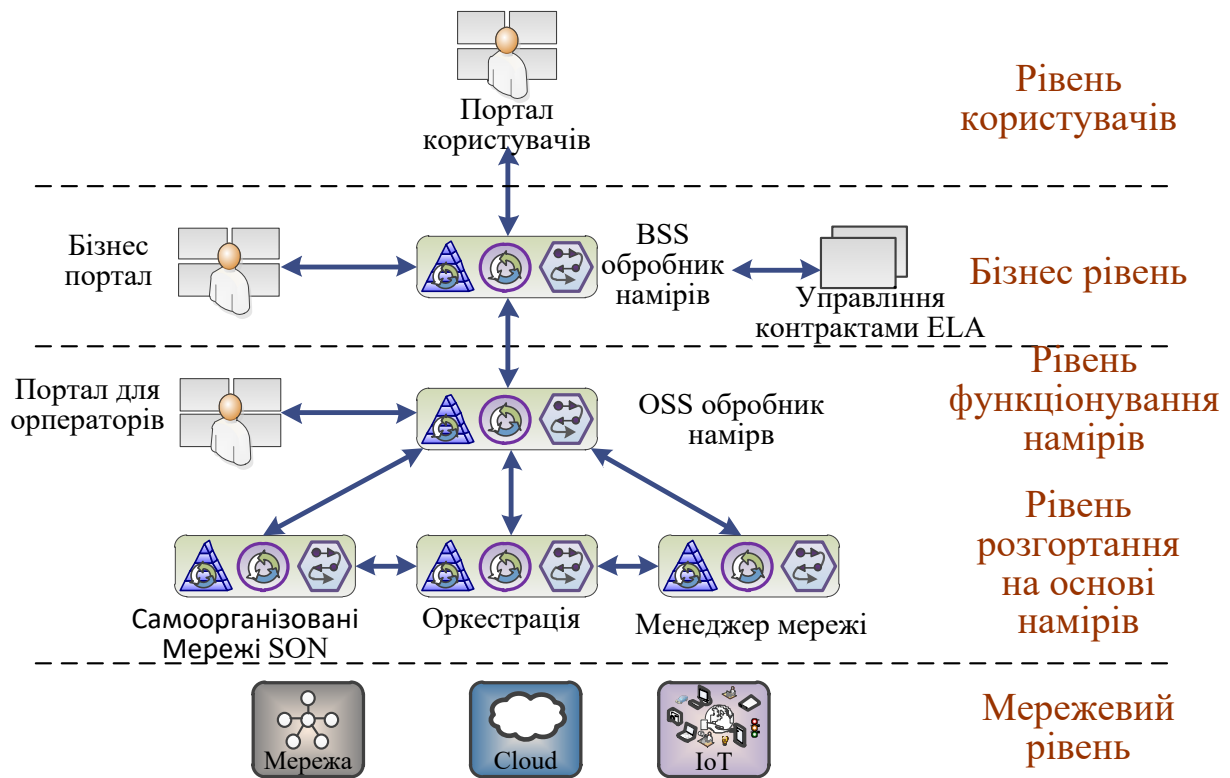 Портал
користувачів
Рівень
користувачів
Бізнес
портал
BSS
обробник
намірів
Управління
контрактами ELA
Бізнес рівень
Портал для
орператорів
OSS обробник
намірв
Рівень
функціонування
намірів
Самоорганізовані
Мережі SON
Оркестрація
Менеджер мережі
Рівень
розгортання
на основі
намірів
Мережа
Cloud
IoT
Мережевий
рівень